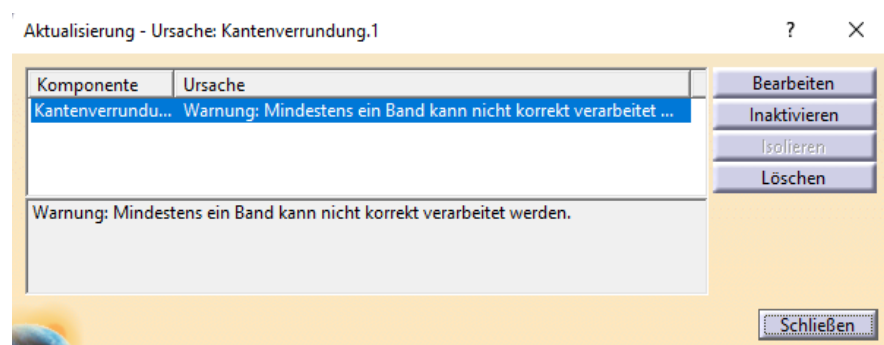 Aktualisierung - Ursache: Kantenverrundung.1 ? ×
Komponente Ursache
Kantenverrundu... Warnung: Mindestens ein Band kann nicht korrekt verarbeitet ...
Warnung: Mindestens ein Band kann nicht korrekt verarbeitet werden.
Bearbeiten
Inaktivieren
Isolieren
Löschen
Schließen